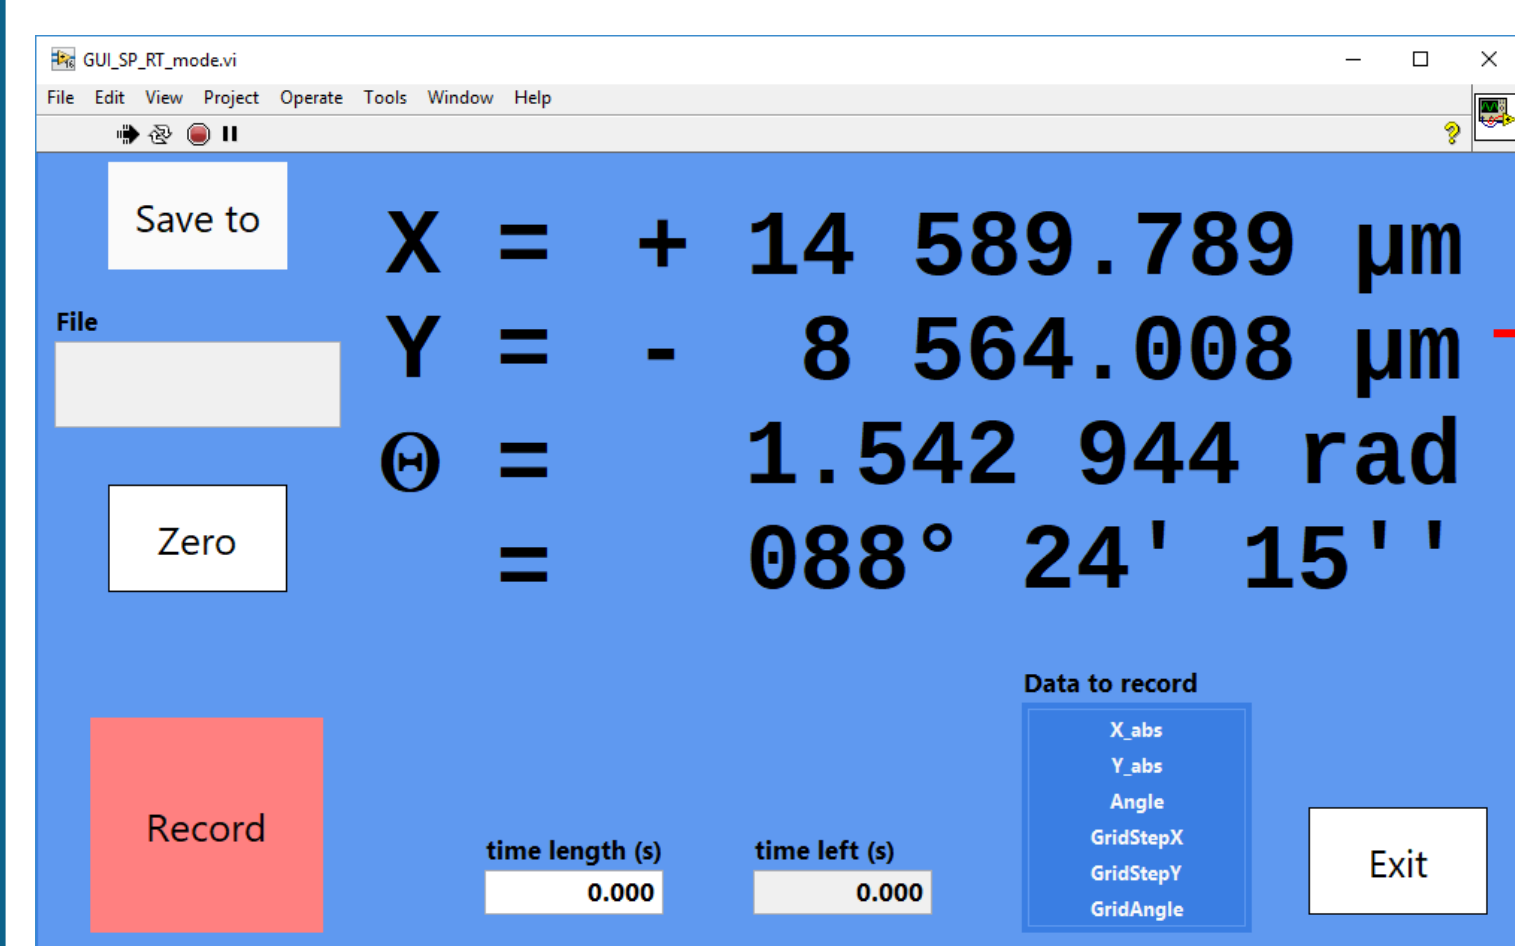 GUI_SP_RT_mode.vi
File Edit View Project Operate Tools Window Help
Save to
X = + 14 589.789 µm
File
Y = - 8 564.008 µm
Θ = 1.542 944 rad
Zero
= 088° 24' 15''
Data to record
X_abs
Y_abs
Angle
GridStepX
GridStepY
GridAngle
Record
time length (s)
0.000
time left (s)
0.000
Exit